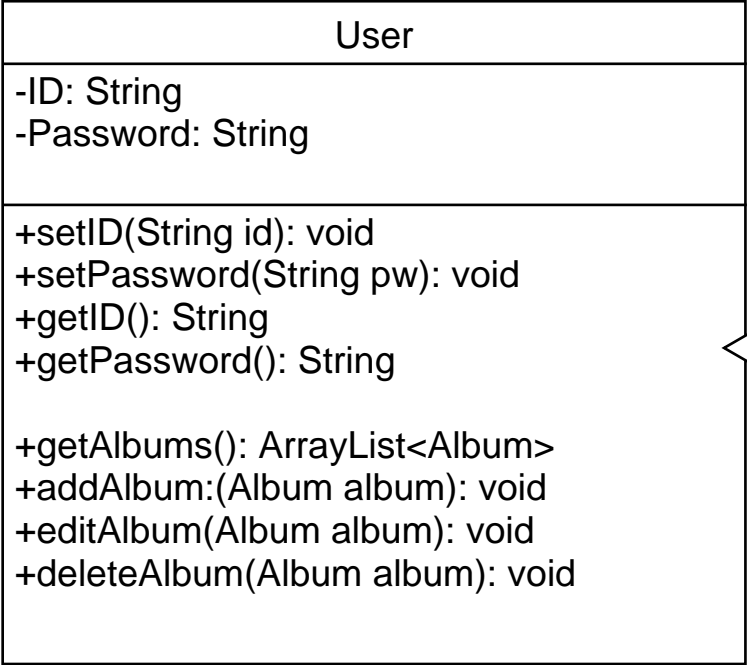 User
-ID: String
-Password: String
+setID(String id): void
+setPassword(String pw): void
+getID(): String
+getPassword(): String
+getAlbums(): ArrayList<Album>
+addAlbum:(Album album): void
+editAlbum(Album album): void
+deleteAlbum(Album album): void